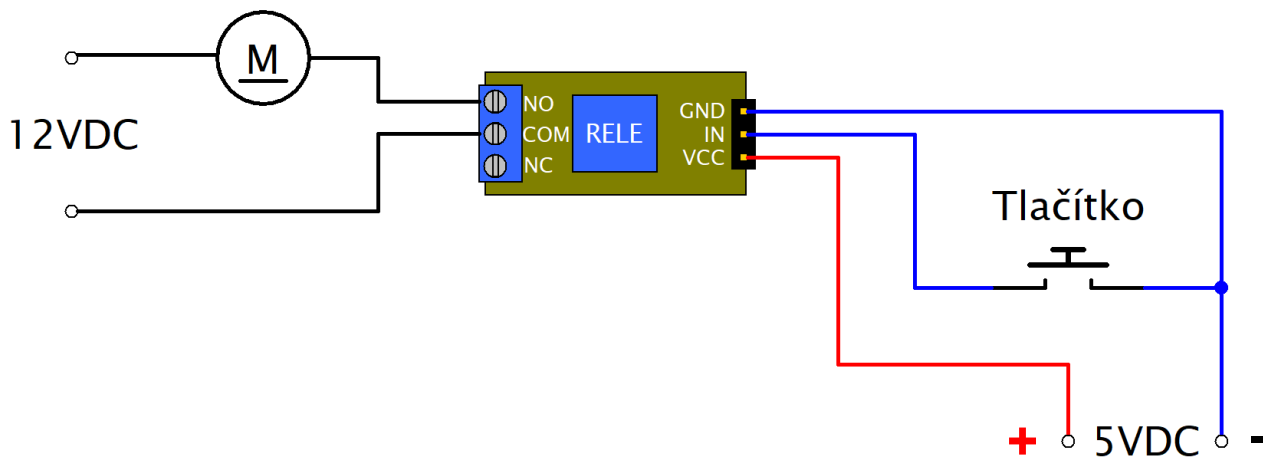 M
12VDC
NO
COM
NC
RELE
GND
IN
VCC
Tlačítko
+ 5VDC -